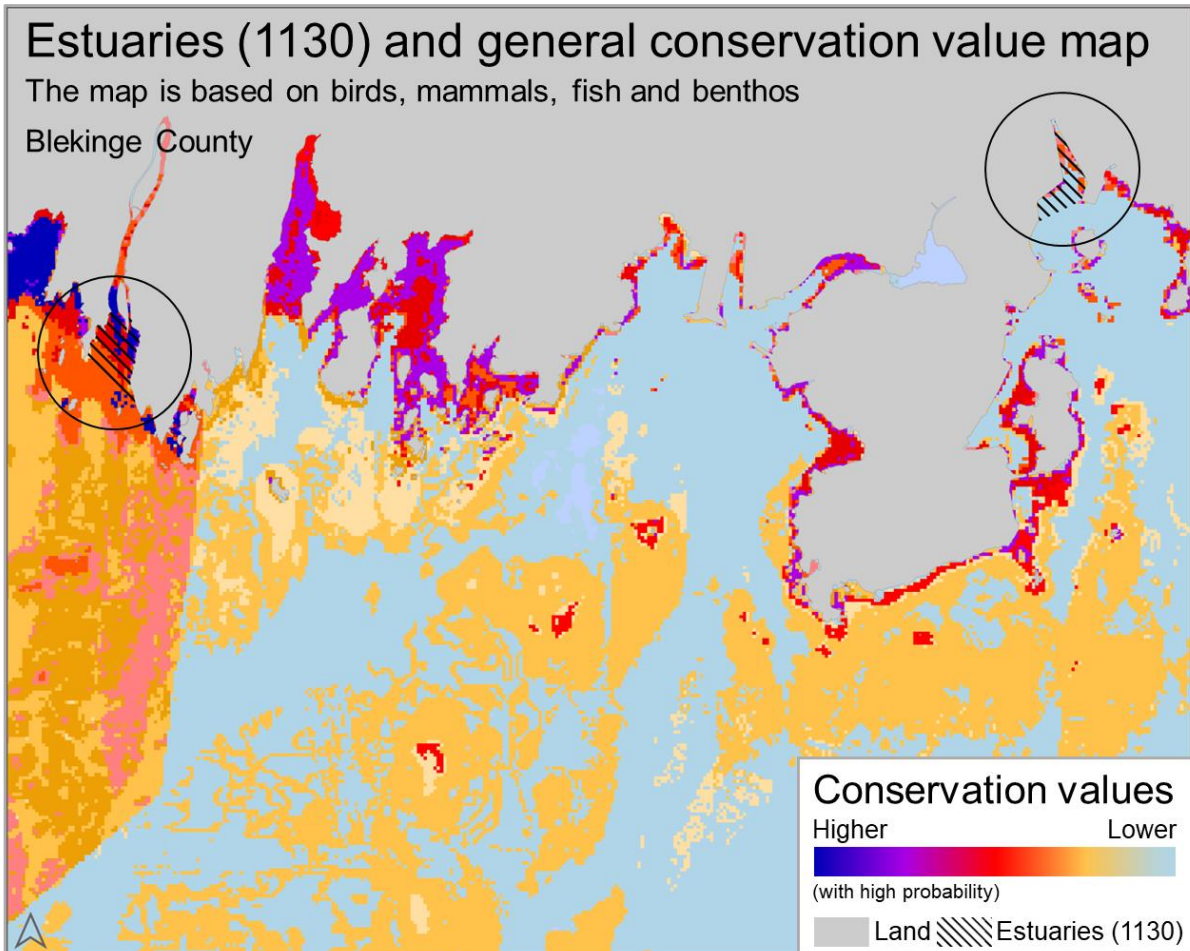 Estuaries (1130) and general conservation value map
The map is based on birds, mammals, fish and benthos
Blekinge County
Conservation values
Higher Lower
(with high probability)
Land Estuaries (1130)